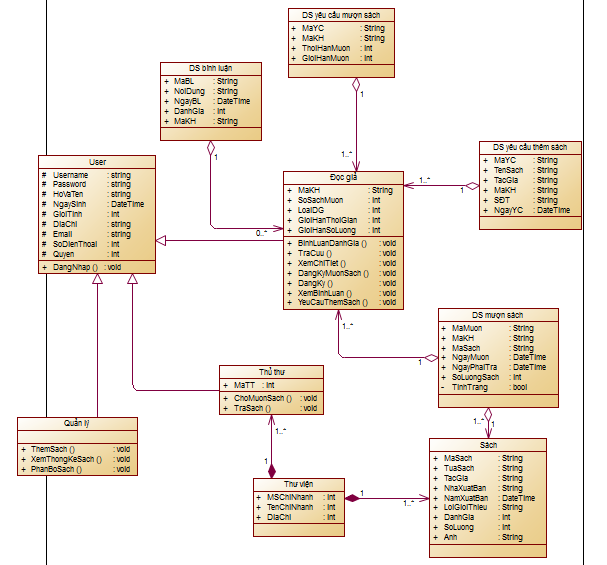 DS yêu cầu mượn sách
+ MaYC : String
+ MaKH : String
+ ThoiHanMuon : int
+ GioiHanMuon : int
1
1..*
DS bình luận
+ MaBL : String
+ NoiDung : String
+ NgayBL : DateTime
+ DanhGia : int
+ MaKH : String
1
0..*
DS yêu cầu thêm sách
+ MaYC : String
+ TenSach : String
+ TacGia : String
+ MaKH : String
+ SĐT : String
+ NgayYC : DateTime
1..*
1
User
# Username : string
# Password : string
# HoVaTen : string
# NgaySinh : DateTime
# GioiTinh : int
# DiaChi : string
# Email : string
# SoDienThoai : int
# Quyen : int
+ DangNhap () : void
Đọc giả
+ MaKH : String
+ SoSachMuon : int
+ LoaiDG : int
+ GioiHanThoiGian : int
+ GioiHanSoLuong : int
+ BinhLuanDanhGia () : void
+ TraCuu () : void
+ XemChiTiet () : void
+ DangKyMuonSach () : void
+ DangKy () : void
+ XemBinhLuan () : void
+ YeuCauThemSach () : void
1..*
1
DS mượn sách
+ MaMuon : String
+ MaKH : String
+ MaSach : String
+ NgayMuon : DateTime
+ NgayPhaiTra : DateTime
+ SoLuongSach : int
- TinhTrang : bool
1..*
1
Thủ thư
+ MaTT : int
+ ChoMuonSach () : void
+ TraSach () : void
1..*
1
Quản lý
+ ThemSach () : void
+ XemThongKeSach () : void
+ PhanBoSach () : void
Thư viện
+ MSChiNhanh : int
+ TenChiNhanh : int
+ DiaChi : int
1
1..*
Sách
+ MaSach : String
+ TuaSach : String
+ TacGia : String
+ NhaXuatBan : String
+ NamXuatBan : DateTime
+ LoiGioiThieu : String
+ DanhGia : int
+ SoLuong : int
+ Anh : String